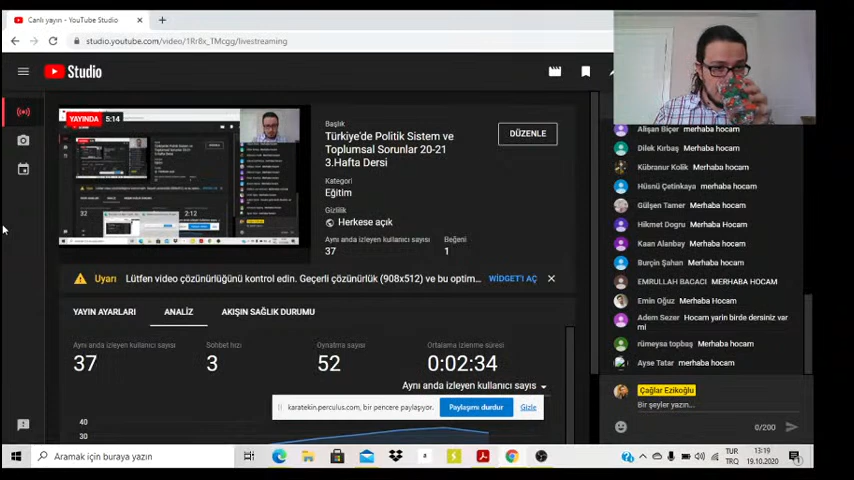 Canlı yayın - YouTube Studio
studio.youtube.com/video/1Rr8x_TMcgg/livestreaming
Studio
YAYINDA 5:14
Başlık
Türkiye'de Politik Sistem ve
Toplumsal Sorunlar 20-21
3.Hafta Dersi
DÜZENLE
Kategori
Eğitim
Gizlilik
Herkese açık
Aynı anda izleyen kullanıcı sayısı
Beğeni
37
1
Uyarı Lütfen video çözünürlüğünü kontrol edin. Geçerli çözünürlük (908x512) ve bu optim...
WİDGET'I AÇ
YAYIN AYARLARI
ANALİZ
AKIŞIN SAĞLIK DURUMU
Aynı anda izleyen kullanıcı sayısı
Sohbet hızı
Oynatma sayısı
Ortalama izlenme süresi
37
3
52
0:02:34
Aynı anda izleyen kullanıcı sayıs
karatekin.perculus.com, bir pencere paylaşıyor.
Paylaşımı durdur
Gizle
40
30
Alişan Biçer merhaba hocam
Dilek Kırbaş merhaba hocam
Kübranur Kolik Merhaba hocam
Hüsnü Çetinkaya merhaba hocam
Gülşen Tamer merhaba hocam
Hikmet Dogru Merhaba hocam
Kaan Alanbay Merhaba hocam
Burçin Şahan Merhaba hocam
EMRULLAH BACACI MERHABA HOCAM
Emin Oğuz Merhaba Hocam
Adem Sezer Hocam yarin birde dersiniz var
mi
rümeysa topbaş Merhaba hocam
Ayse Tatar merhaba hocam
Çağlar Ezikoğlu
Bir şeyler yazın...
0/200
Aramak için buraya yazın
TUR
TRQ
13:19
19.10.2020